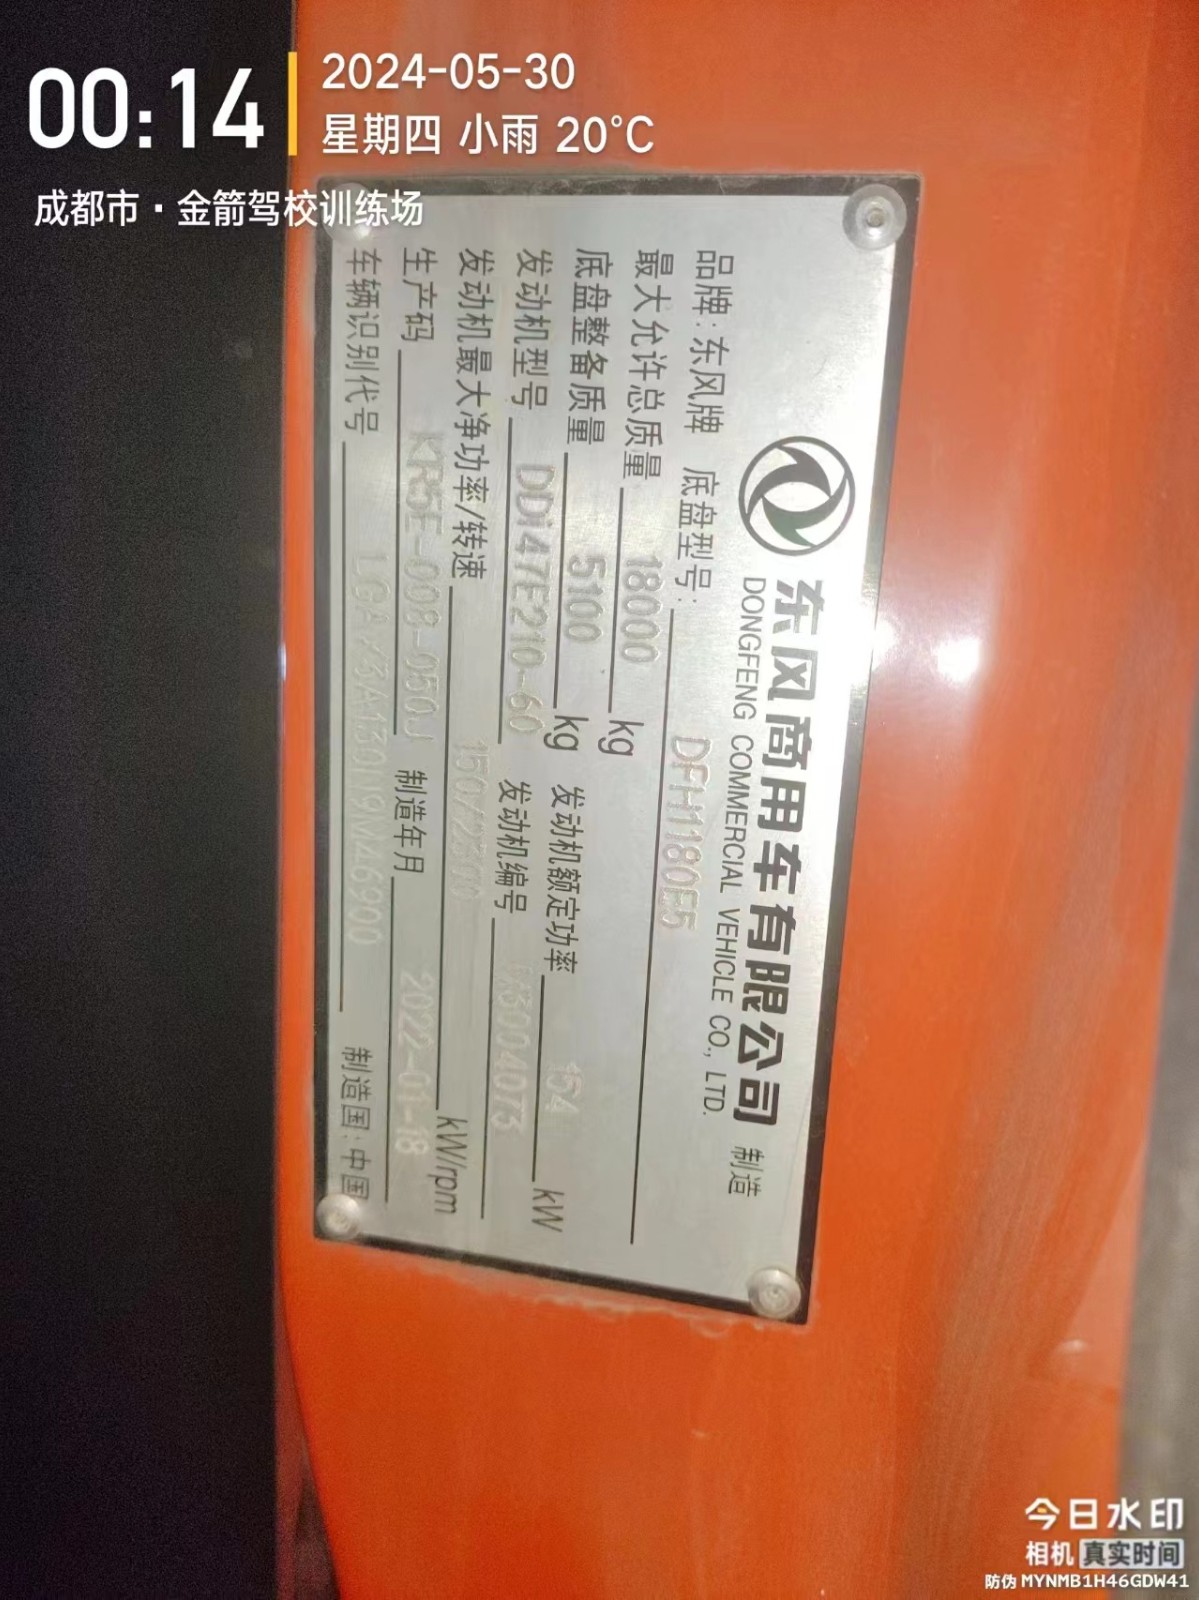 00:14
2024-05-30
星期四 小雨 20°C
成都市·金箭驾校训练场
东风商用车有限公司 制造
DONGFENG COMMERCIAL VEHICLE CO., LTD.
品牌:东风牌 底盘型号: DFH1180E5
最大允许总质量 18000 kg
底盘整备质量 5100 kg 发动机额定功率 154 kW
发动机型号 DDi47E210-60 发动机编号
发动机最大净功率/转速 150/2300 kW/rpm
生产码 KR5E-008-050J 制造年月 2022-01-18
车辆识别代号 制造国:中国
今日水印
相机 真实时间
防伪 MYNMB1H46GDW41